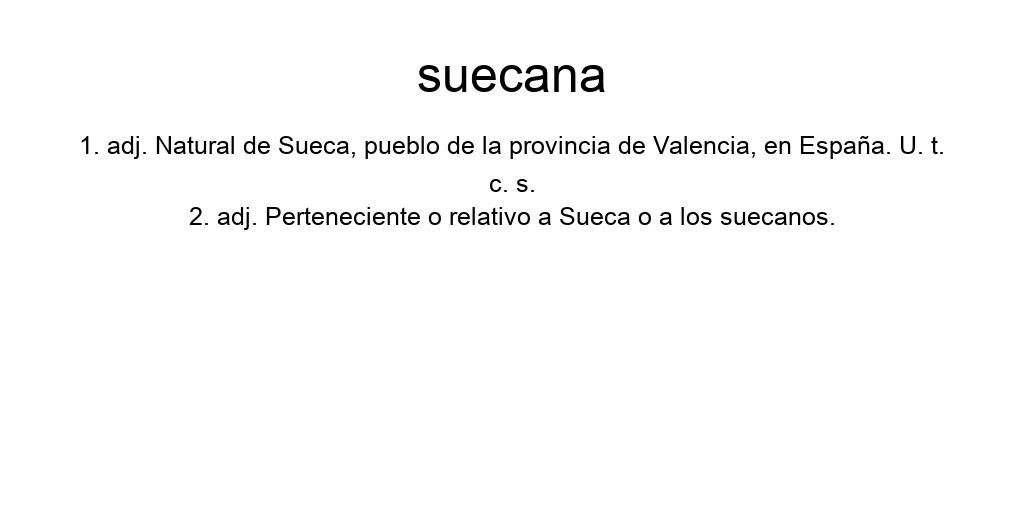 suecana
1. adj. Natural de Sueca, pueblo de la provincia de Valencia, en España. U. t.
c. s.
2. adj. Perteneciente o relativo a Sueca o a los suecanos.